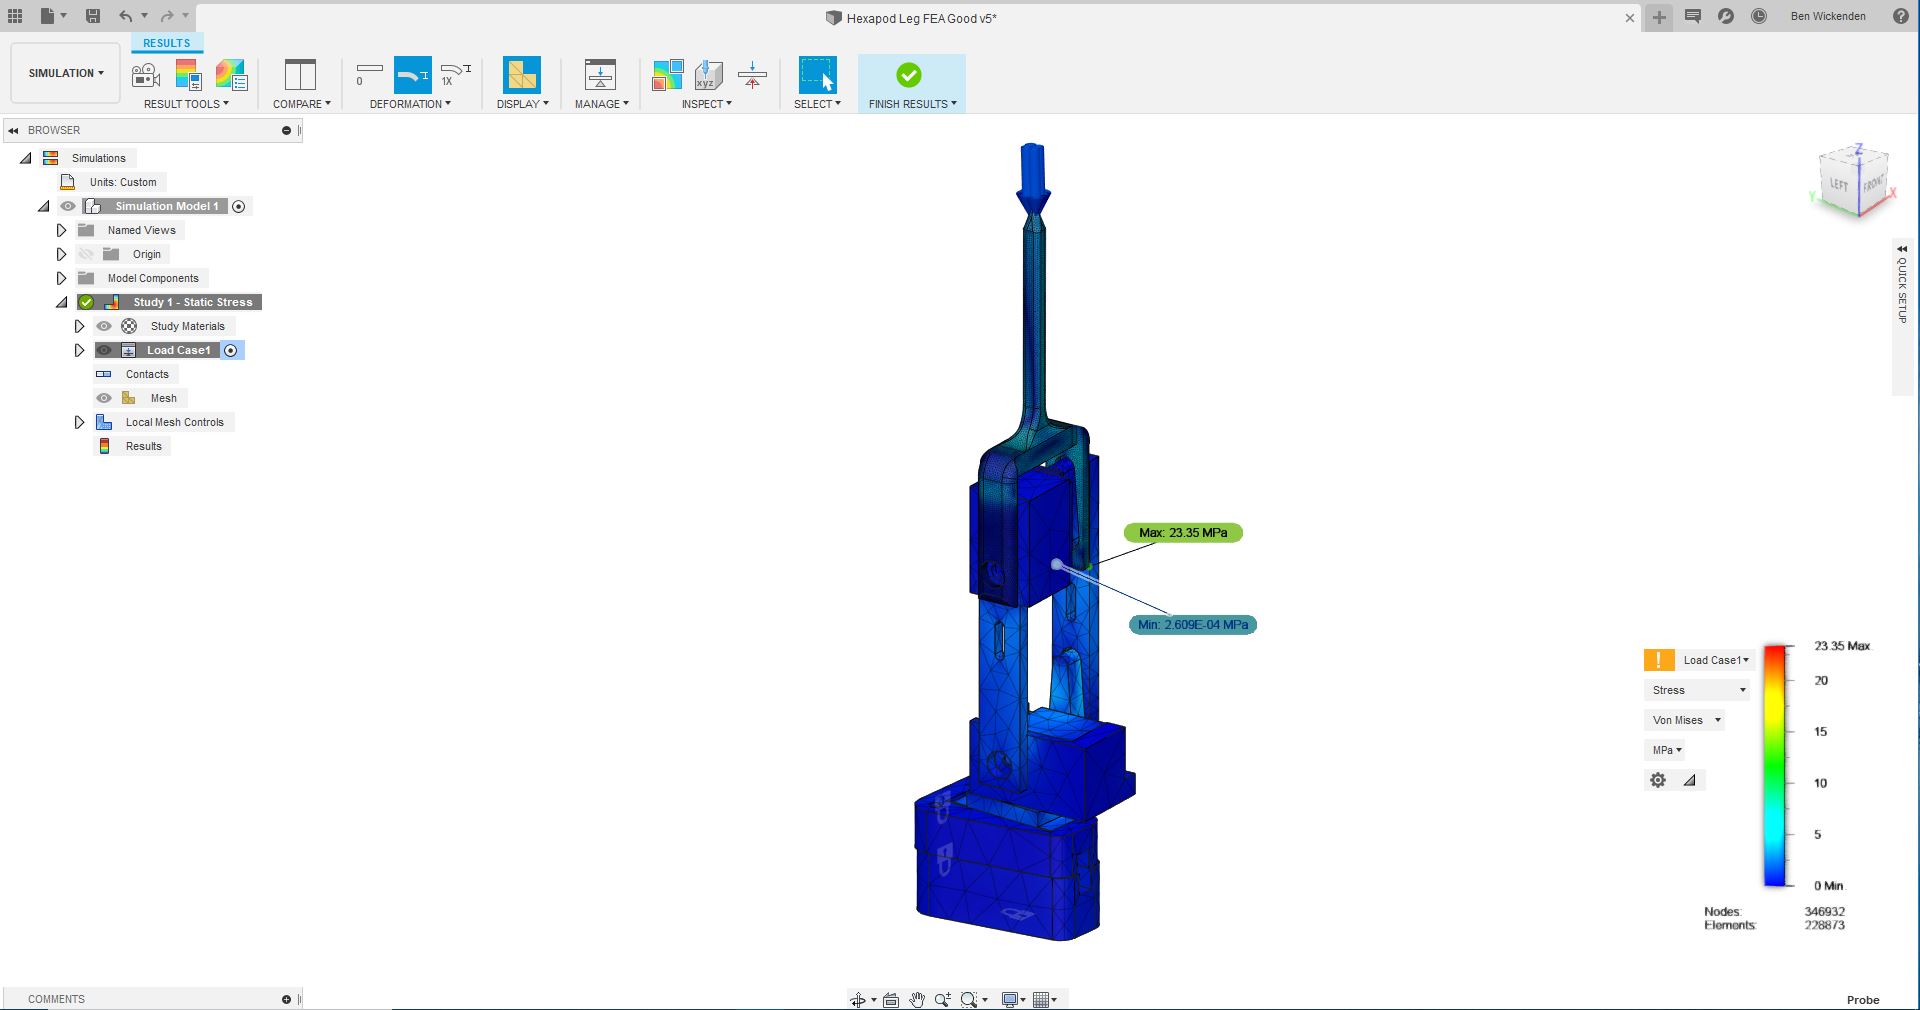 Hexapod Leg FEA Good v5*
Ben Wickenden
RESULTS
SIMULATION
0
1X
xyz
RESULT TOOLS
COMPARE
DEFORMATION
DISPLAY
MANAGE
INSPECT
SELECT
FINISH RESULTS
BROWSER
Simulations
Units: Custom
Simulation Model 1
Named Views
Origin
Model Components
Study 1 - Static Stress
Study Materials
Load Case1
Contacts
Mesh
Local Mesh Controls
Results
Z
LEFT
FRONT
Y
X
QUICK SETUP
Max: 23.35 MPa
Min: 2.609E-04 MPa
Load Case1
Stress
Von Mises
MPa
23.35 Max.
20
15
10
5
0 Min.
Nodes: 346932
Elements: 228873
COMMENTS
Probe